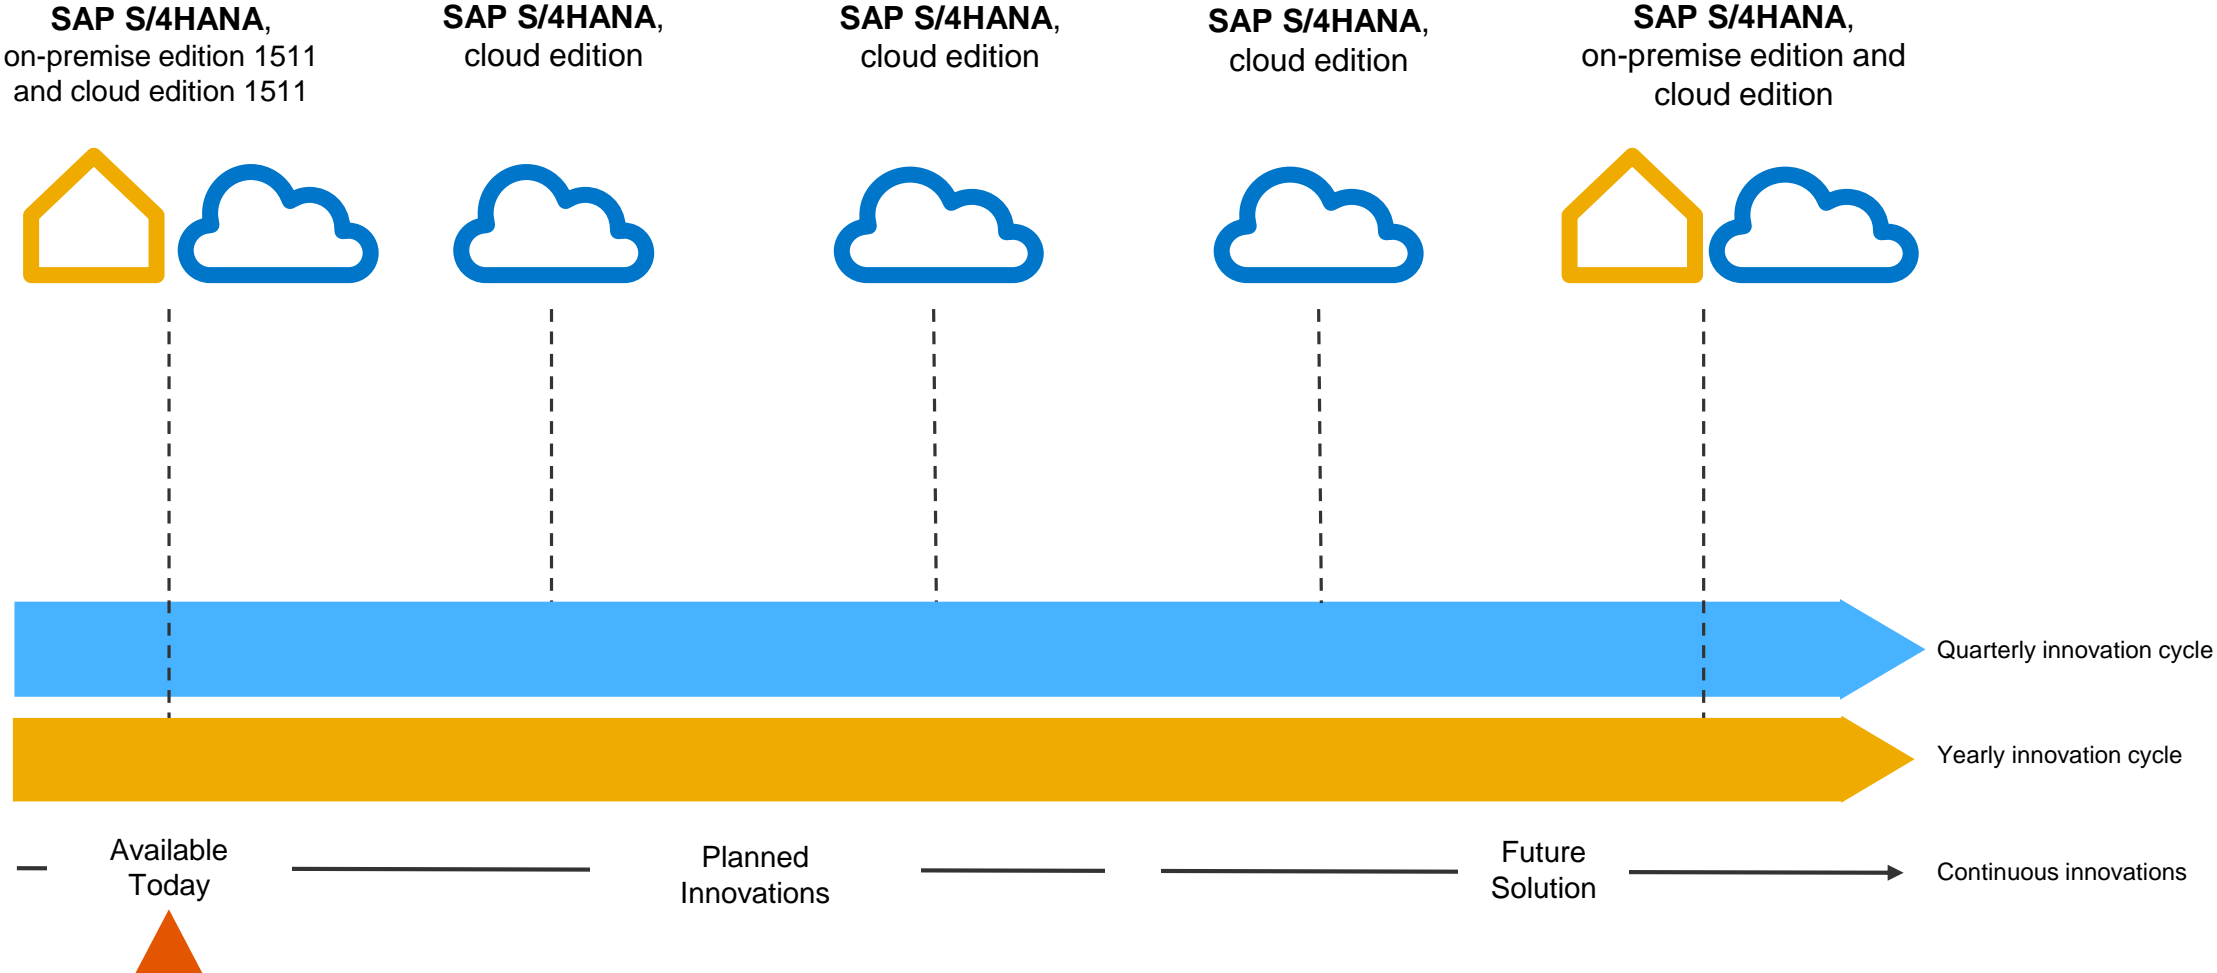 SAP S/4HANA,
on-premise edition 1511
and cloud edition 1511
SAP S/4HANA,
cloud edition
SAP S/4HANA,
cloud edition
SAP S/4HANA,
cloud edition
SAP S/4HANA,
on-premise edition and
cloud edition
Quarterly innovation cycle
Yearly innovation cycle
Available
Today
Planned
Innovations
Future
Solution
Continuous innovations